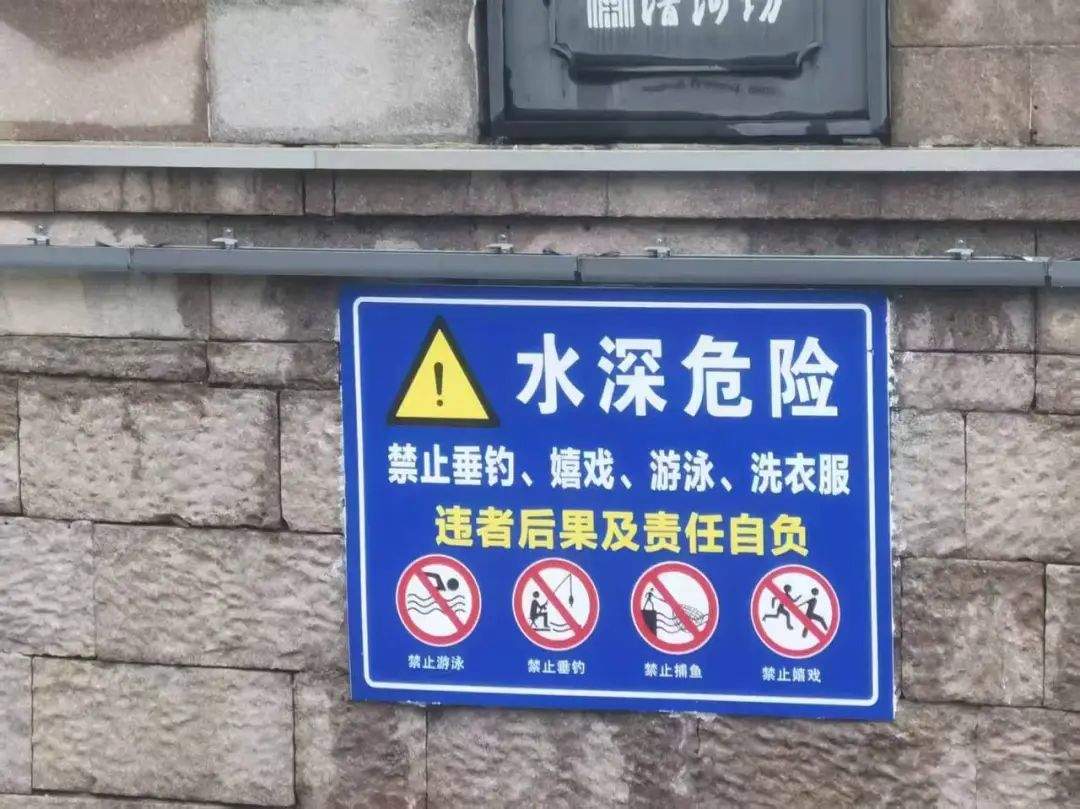 水深危险
禁止垂钓、嬉戏、游泳、洗衣服
违者后果及责任自负
禁止游泳
禁止垂钓
禁止捕鱼
禁止嬉戏